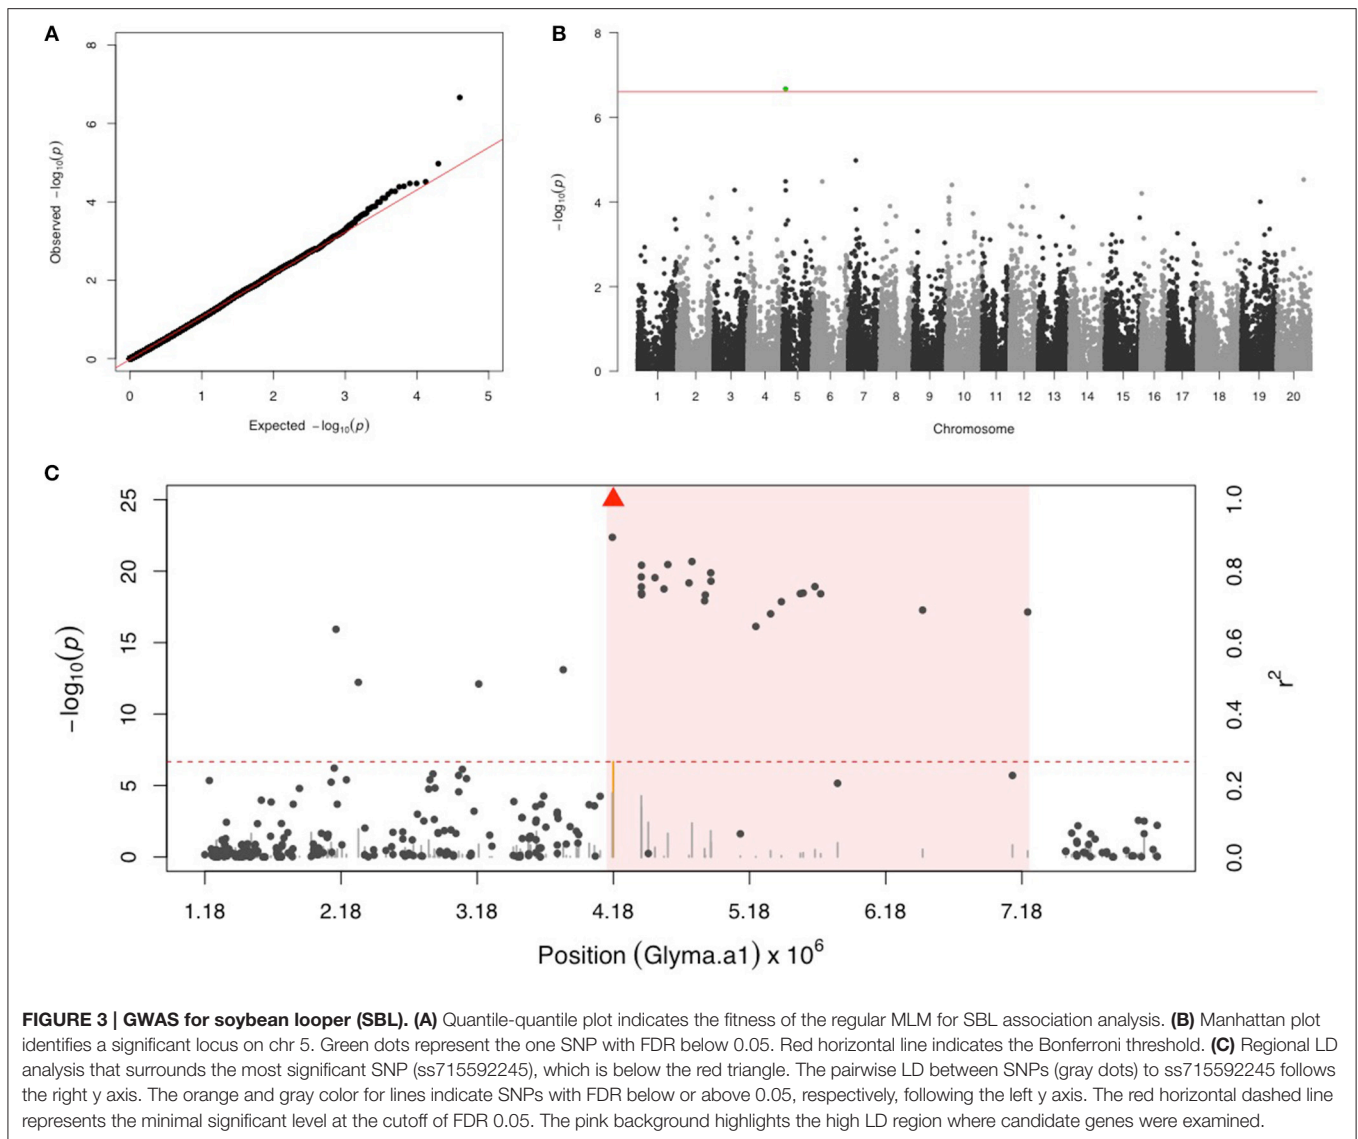 A
8
6
4
2
0
Observed −log10(p)
0 1 2 3 4 5
Expected −log10(p)
B
8
6
4
2
0
−log10(p)
1 2 3 4 5 6 7 8 9 10 11 12 13 14 15 16 17 18 19 20
Chromosome
C
25
20
15
10
5
0
−log10(p)
1.0
0.8
0.6
0.4
0.2
0.0
r2
1.18 2.18 3.18 4.18 5.18 6.18 7.18
Position (Glyma.a1) x 106
FIGURE 3 | GWAS for soybean looper (SBL). (A) Quantile-quantile plot indicates the fitness of the regular MLM for SBL association analysis. (B) Manhattan plot
identifies a significant locus on chr 5. Green dots represent the one SNP with FDR below 0.05. Red horizontal line indicates the Bonferroni threshold. (C) Regional LD
analysis that surrounds the most significant SNP (ss715592245), which is below the red triangle. The pairwise LD between SNPs (gray dots) to ss715592245 follows
the right y axis. The orange and gray color for lines indicate SNPs with FDR below or above 0.05, respectively, following the left y axis. The red horizontal dashed line
represents the minimal significant level at the cutoff of FDR 0.05. The pink background highlights the high LD region where candidate genes were examined.